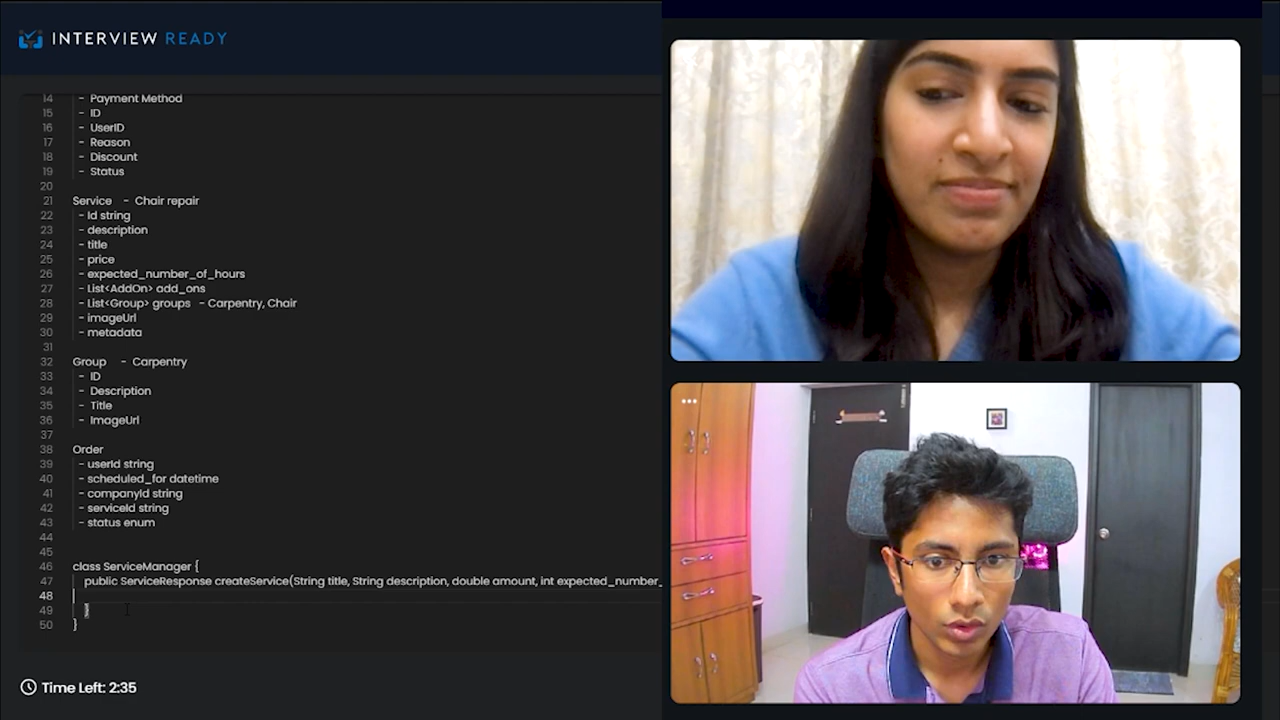 INTERVIEW READY
14 - Payment Method
15 - ID
16 - UserID
17 - Reason
18 - Discount
19 - Status
20
21 Service - Chair repair
22 - Id string
23 - description
24 - title
25 - price
26 - expected_number_of_hours
27 - List<AddOn> add_ons
28 - List<Group> groups - Carpentry, Chair
29 - imageUrl
30 - metadata
31
32 Group - Carpentry
33 - ID
34 - Description
35 - Title
36 - ImageUrl
37
38 Order
39 - userId string
40 - scheduled_for datetime
41 - companyId string
42 - serviceId string
43 - status enum
44
45
46 class ServiceManager {
47 public ServiceResponse createService(String title, String description, double amount, int expected_number_
48
49 }
50 }
Time Left: 2:35